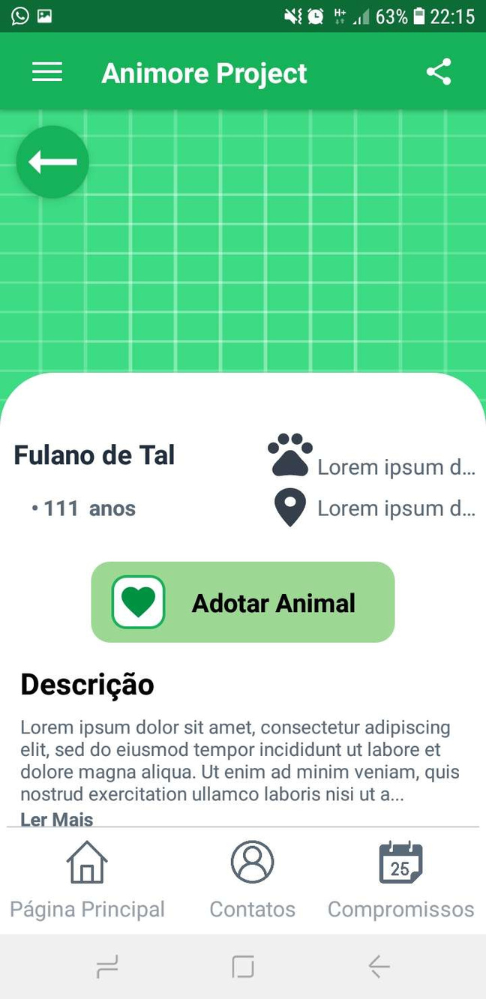 H+ 63% 22:15
Animore Project
Fulano de Tal
Lorem ipsum d...
• 111 anos
Lorem ipsum d...
Adotar Animal
Descrição
Lorem ipsum dolor sit amet, consectetur adipiscing
elit, sed do eiusmod tempor incididunt ut labore et
dolore magna aliqua. Ut enim ad minim veniam, quis
nostrud exercitation ullamco laboris nisi ut a...
Ler Mais
25
Página Principal
Contatos
Compromissos